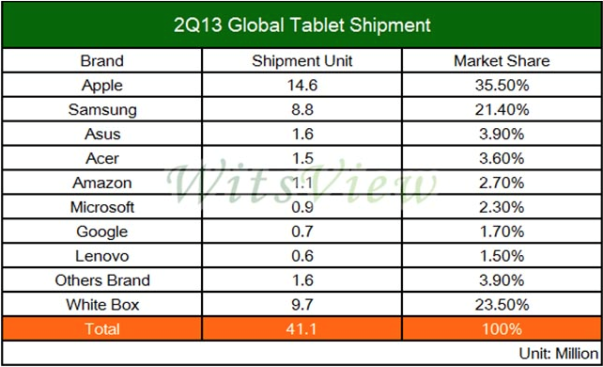 2Q13 Global Tablet Shipment
Brand Shipment Unit Market Share
Apple 14.6 35.50%
Samsung 8.8 21.40%
Asus 1.6 3.90%
Acer 1.5 3.60%
Amazon 1.1 2.70%
WitsView
Microsoft 0.9 2.30%
Google 0.7 1.70%
Lenovo 0.6 1.50%
Others Brand 1.6 3.90%
White Box 9.7 23.50%
Total 41.1 100%
Unit: Million